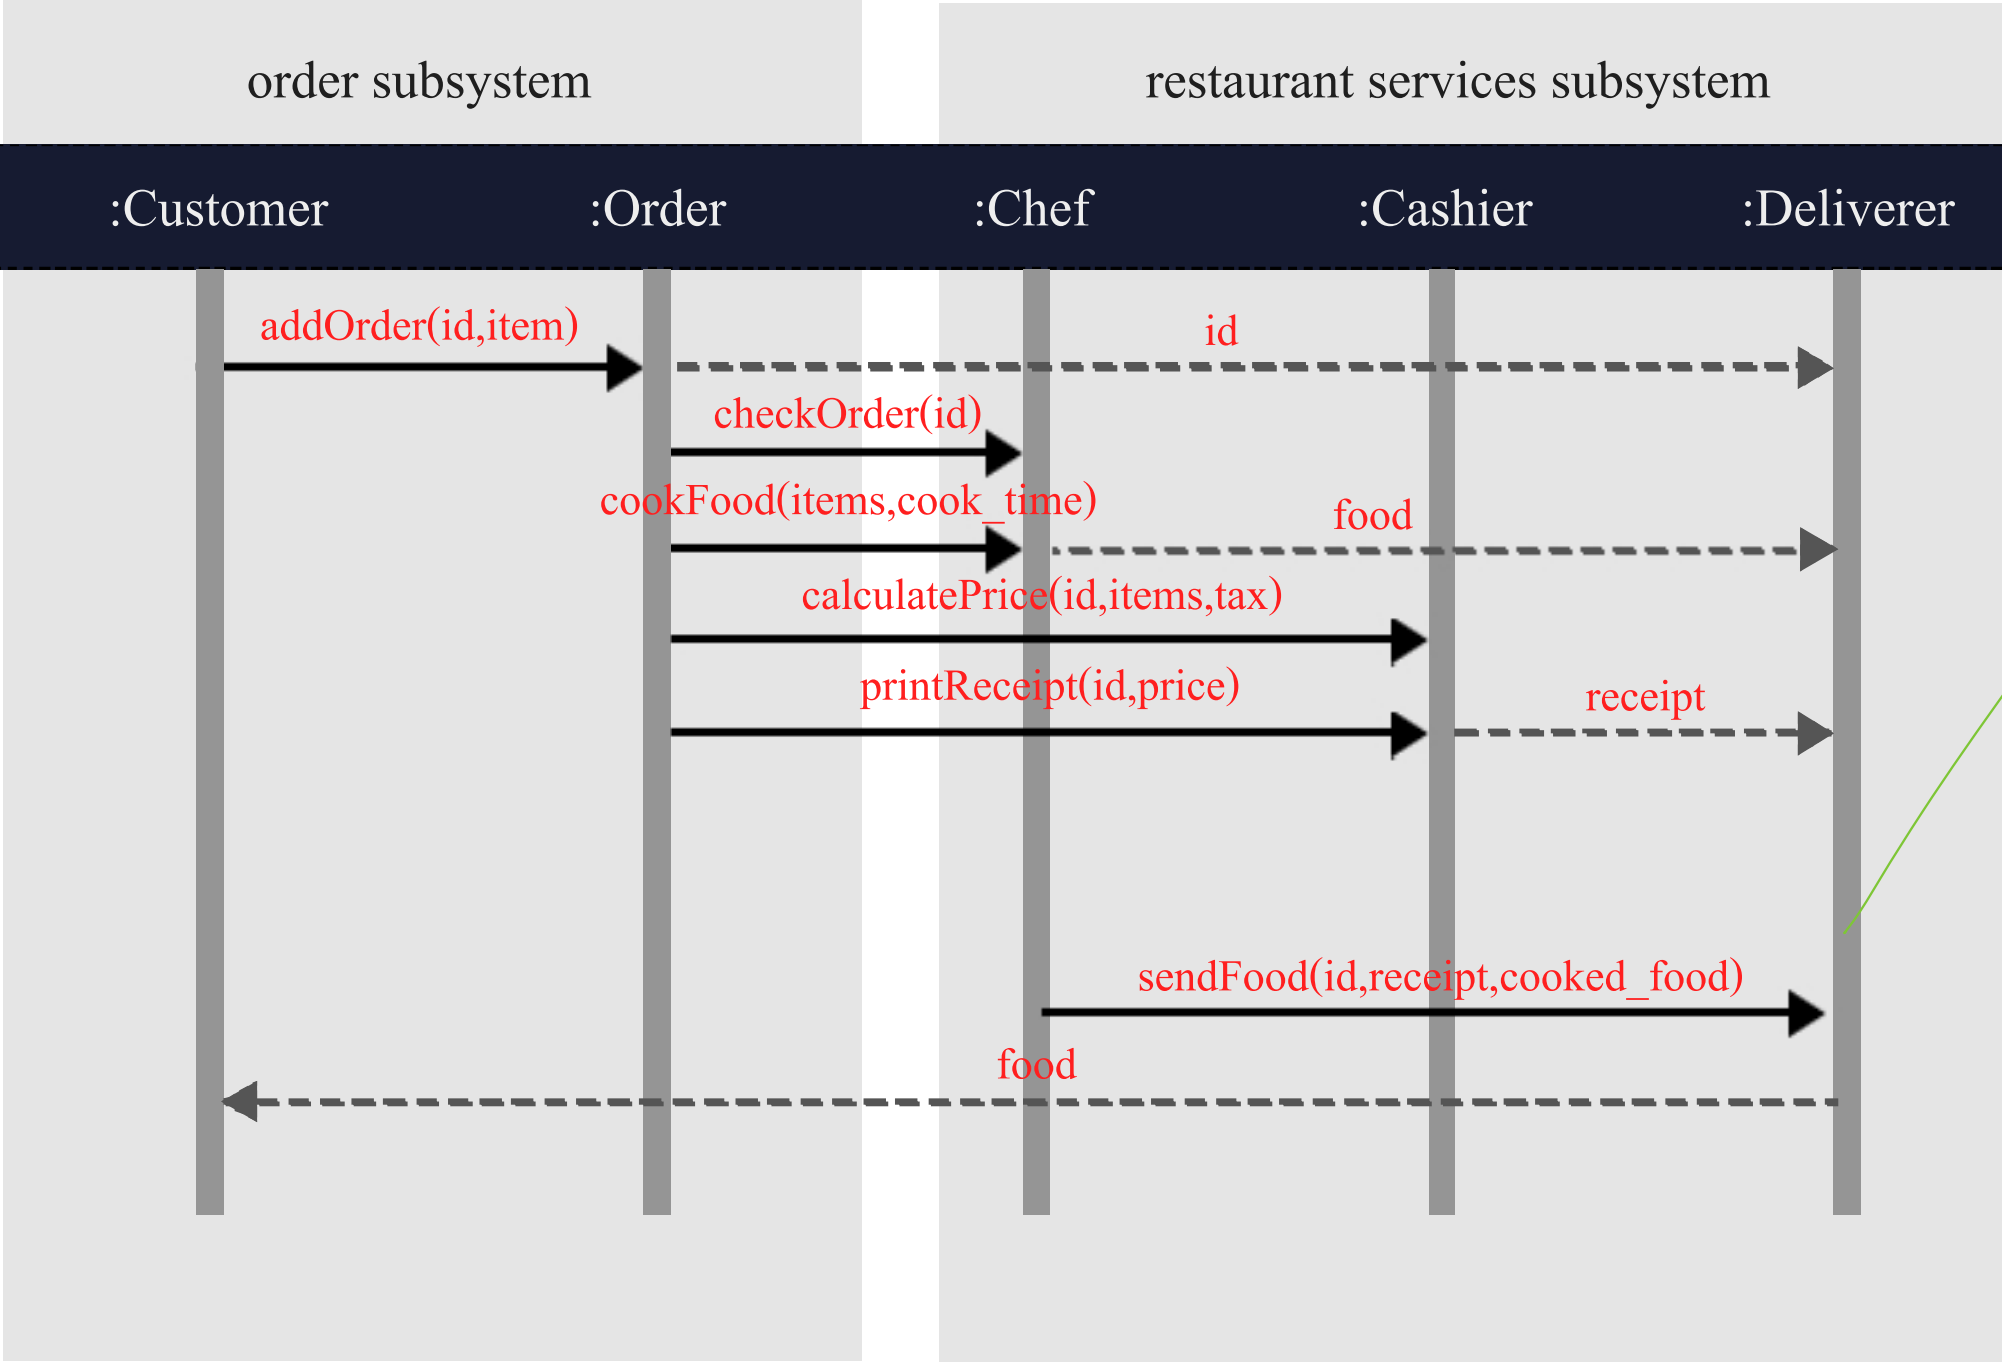 order subsystem
restaurant services subsystem
:Customer
:Order
:Chef
:Cashier
:Deliverer
addOrder(id,item)
id
checkOrder(id)
cookFood(items,cook_time)
food
calculatePrice(id,items,tax)
printReceipt(id,price)
receipt
sendFood(id,receipt,cooked_food)
food